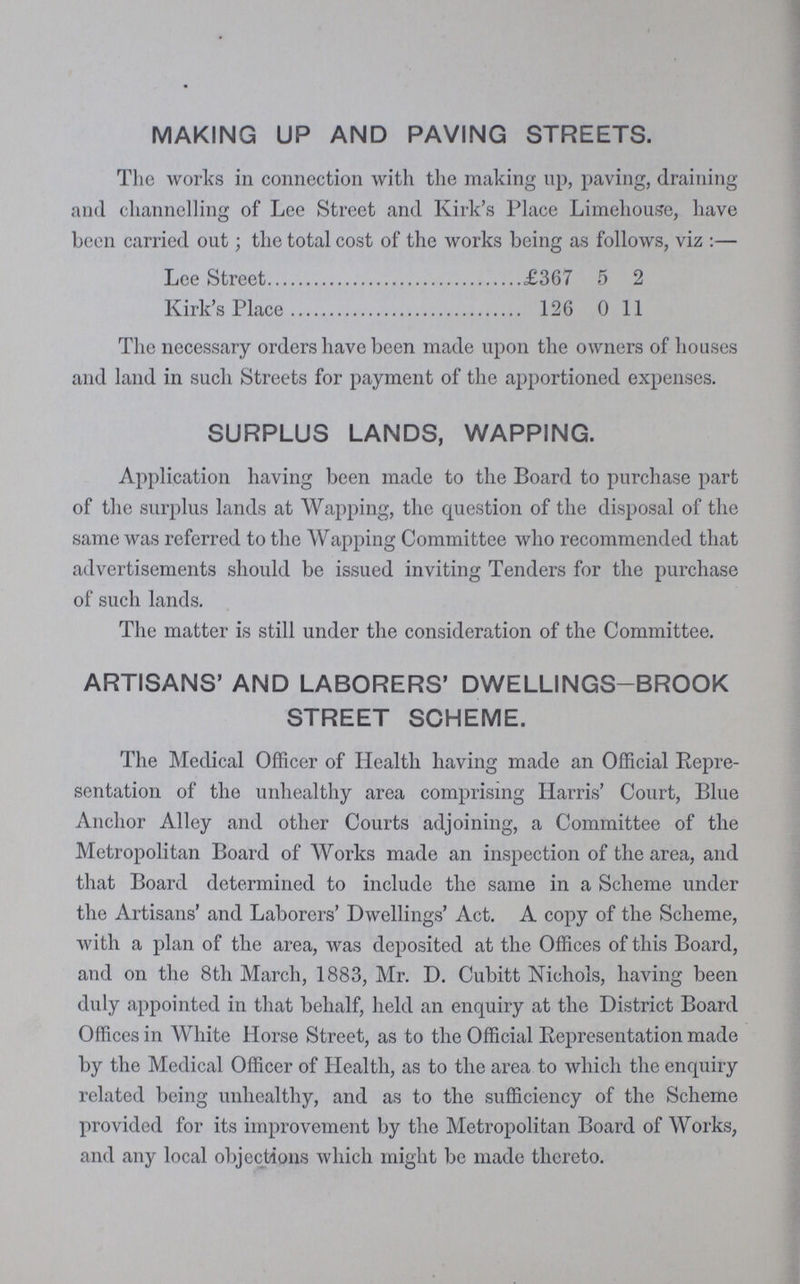 MAKING UP AND PAVING STREETS.
The works in connection with the making up, paving, draining
and channelling of Lee Street and Kirk's Place Limehouse, have
been carried out; the total cost of the works being as follows, viz :—
Lee Street..................................£367 5 2
Kirk's Place ............................... 126 0 11
The necessary orders have been made upon the owners of houses
and land in such Streets for payment of the apportioned expenses.
SURPLUS LANDS, WAPPING.
Application having been made to the Board to purchase part
of the surplus lands at Wapping, the question of the disposal of the
same was referred to the Wapping Committee who recommended that
advertisements should be issued inviting Tenders for the purchase
of such lands.
The matter is still under the consideration of the Committee.
ARTISANS' AND LABORERS' DWELLINGS—BROOK
STREET SCHEME.
The Medical Officer of Health having made an Official Repre-
sentation of the unhealthy area comprising Harris' Court, Blue
Anchor Alley and other Courts adjoining, a Committee of the
Metropolitan Board of Works made an inspection of the area, and
that Board determined to include the same in a Scheme under
the Artisans' and Laborers' Dwellings' Act. A copy of the Scheme,
with a plan of the area, was deposited at the Offices of this Board,
and on the 8th March, 1883, Mr. D. Cubitt Nichols, having been
duly appointed in that behalf, held an enquiry at the District Board
Offices in White Horse Street, as to the Official Representation made
by the Medical Officer of Health, as to the area to which the enquiry
related being unhealthy, and as to the sufficiency of the Scheme
provided for its improvement by the Metropolitan Board of Works,
and any local objections which might be made thereto.